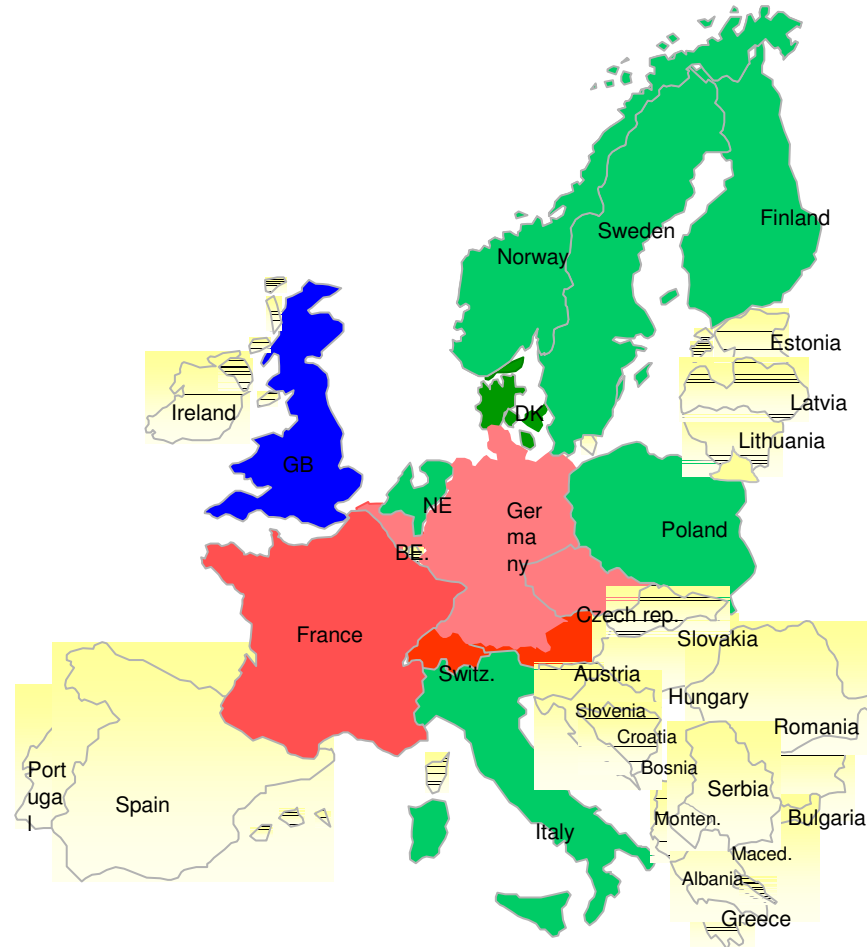 Finland
Sweden
Norway
Estonia
Latvia
Ireland
DK
Lithuania
GB
NE
Ger
ma
ny
Poland
BE.
Czech rep.
France
Slovakia
Switz.
Austria
Hungary
Slovenia
Romania
Croatia
Bosnia
Port
uga
l
Serbia
Spain
Monten.
Bulgaria
Italy
Maced.
Albania
Greece